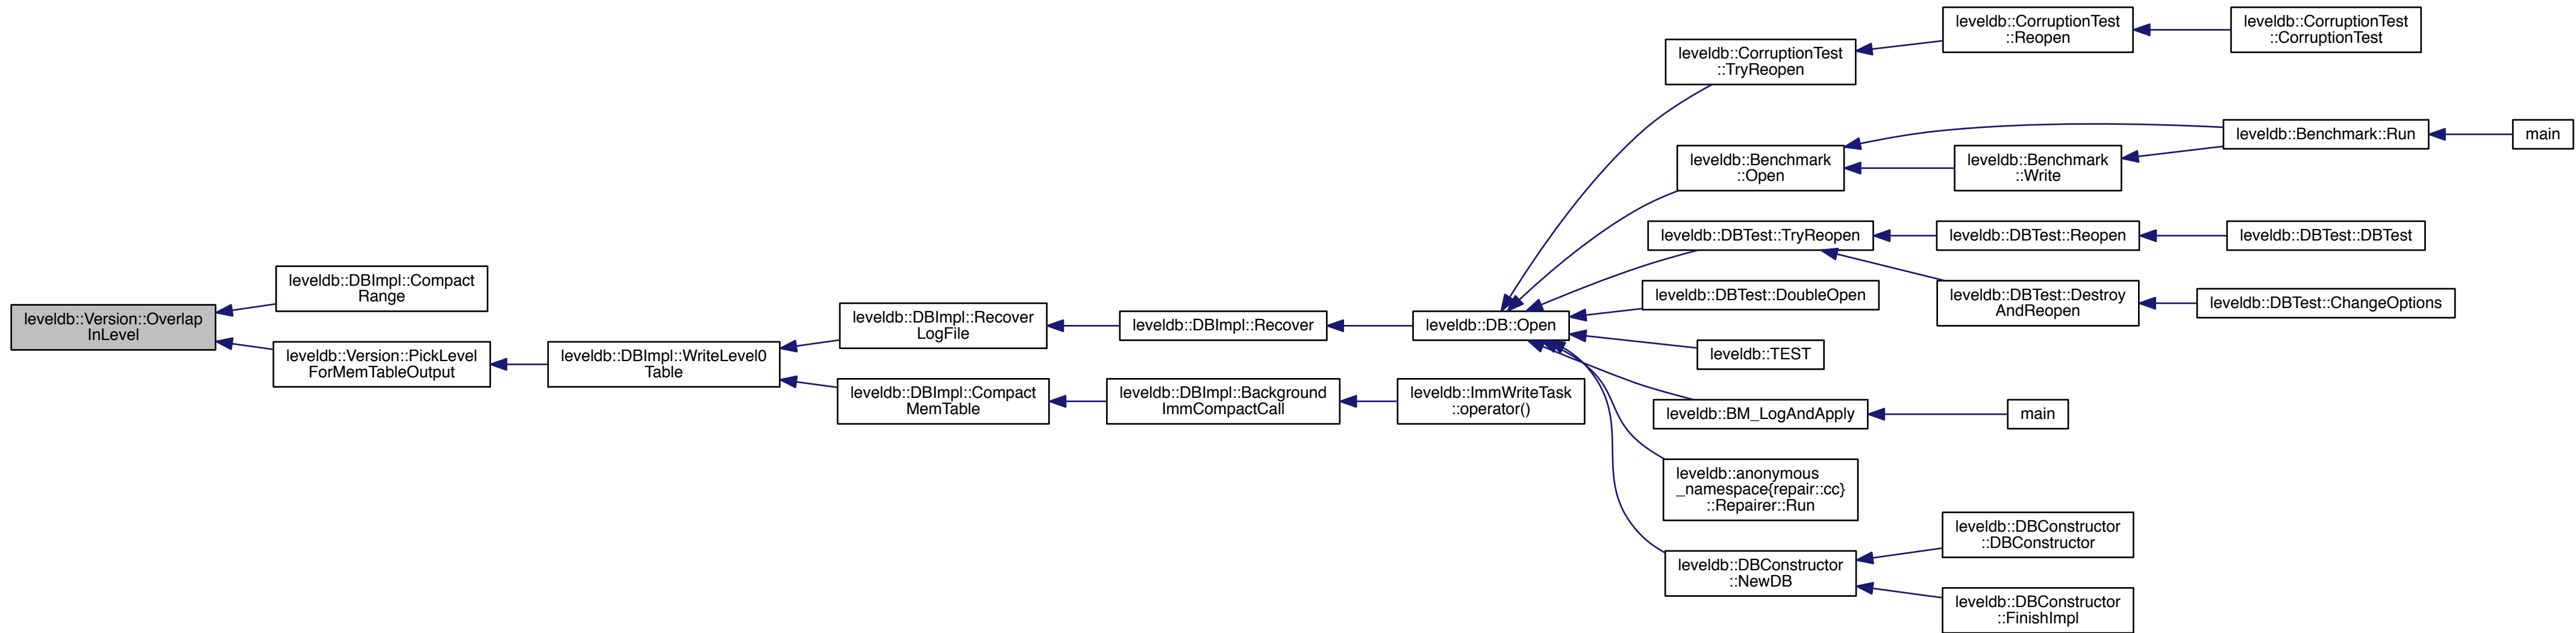 leveldb::Version::Overlap
InLevel
leveldb::DBImpl::Compact
Range
leveldb::Version::PickLevel
ForMemTableOutput
leveldb::DBImpl::WriteLevel0
Table
leveldb::DBImpl::Recover
LogFile
leveldb::DBImpl::Compact
MemTable
leveldb::DBImpl::Recover
leveldb::DBImpl::Background
ImmCompactCall
leveldb::DB::Open
leveldb::ImmWriteTask
::operator()
leveldb::CorruptionTest
::TryReopen
leveldb::CorruptionTest
::Reopen
leveldb::CorruptionTest
::CorruptionTest
leveldb::Benchmark
::Open
leveldb::Benchmark
::Write
leveldb::Benchmark::Run
main
leveldb::DBTest::TryReopen
leveldb::DBTest::Reopen
leveldb::DBTest::DBTest
leveldb::DBTest::DoubleOpen
leveldb::DBTest::Destroy
AndReopen
leveldb::DBTest::ChangeOptions
leveldb::TEST
leveldb::BM_LogAndApply
main
leveldb::anonymous
_namespace{repair::cc}
::Repairer::Run
leveldb::DBConstructor
::NewDB
leveldb::DBConstructor
::DBConstructor
leveldb::DBConstructor
::FinishImpl